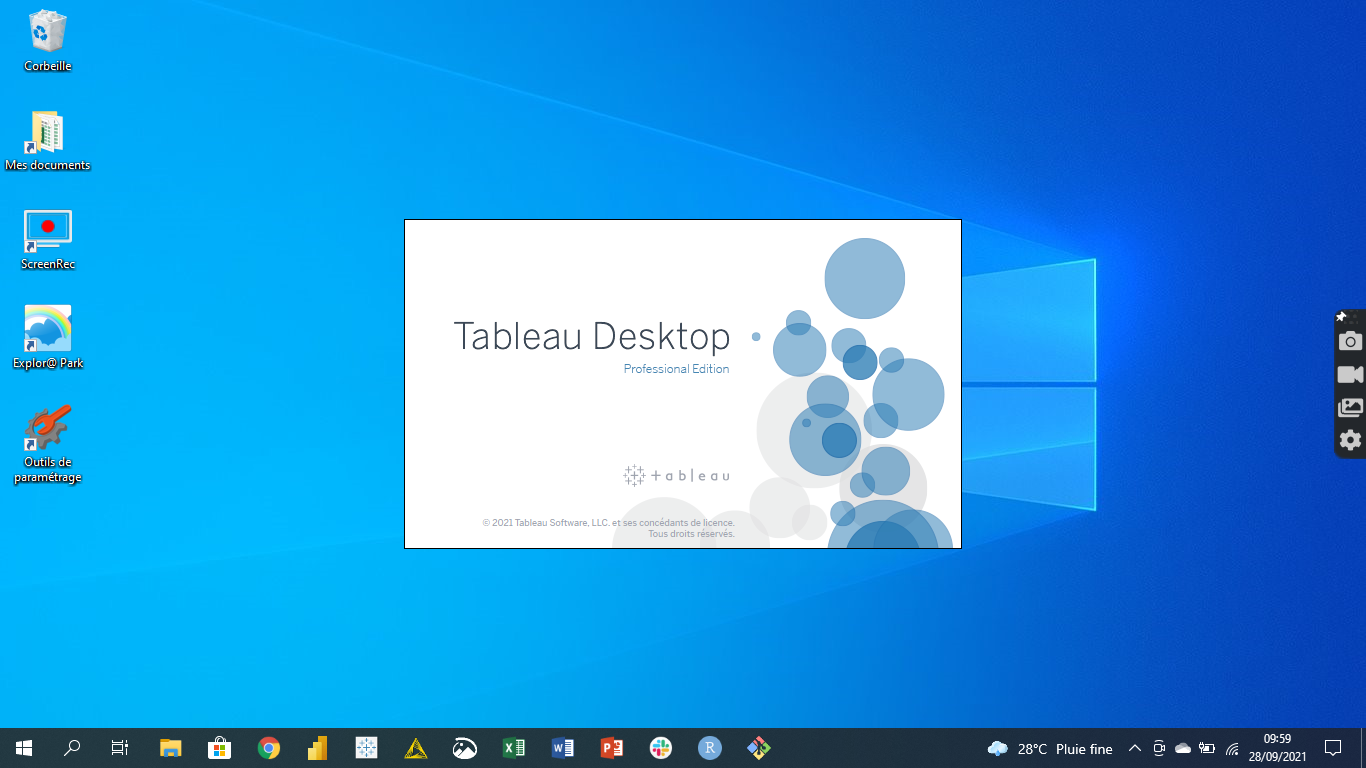 Corbeille
Mes documents
ScreenRec
Explor@ Park
Outils de
paramétrage
Tableau Desktop
Professional Edition
+ a b l e a u
© 2021 Tableau Software, LLC. et ses concédants de licence.
Tous droits réservés.
28°C Pluie fine
09:59
28/09/2021